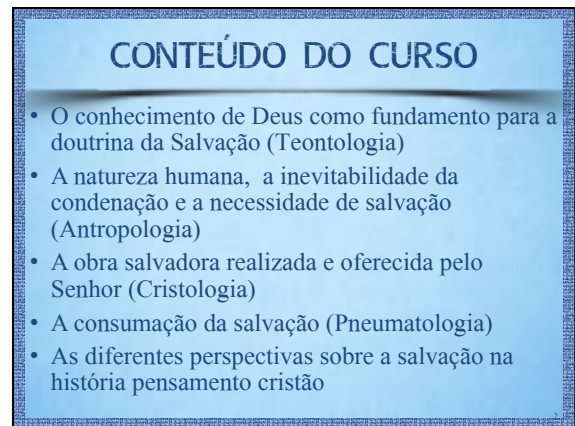 CONTEÚDO DO CURSO
• O conhecimento de Deus como fundamento para a
doutrina da Salvação (Teontologia)
• A natureza humana,  a inevitabilidade da
condenação e a necessidade de salvação
(Antropologia)
• A obra salvadora realizada e oferecida pelo
Senhor (Cristologia)
• A consumação da salvação (Pneumatologia)
• As diferentes perspectivas sobre a salvação na
história pensamento cristão